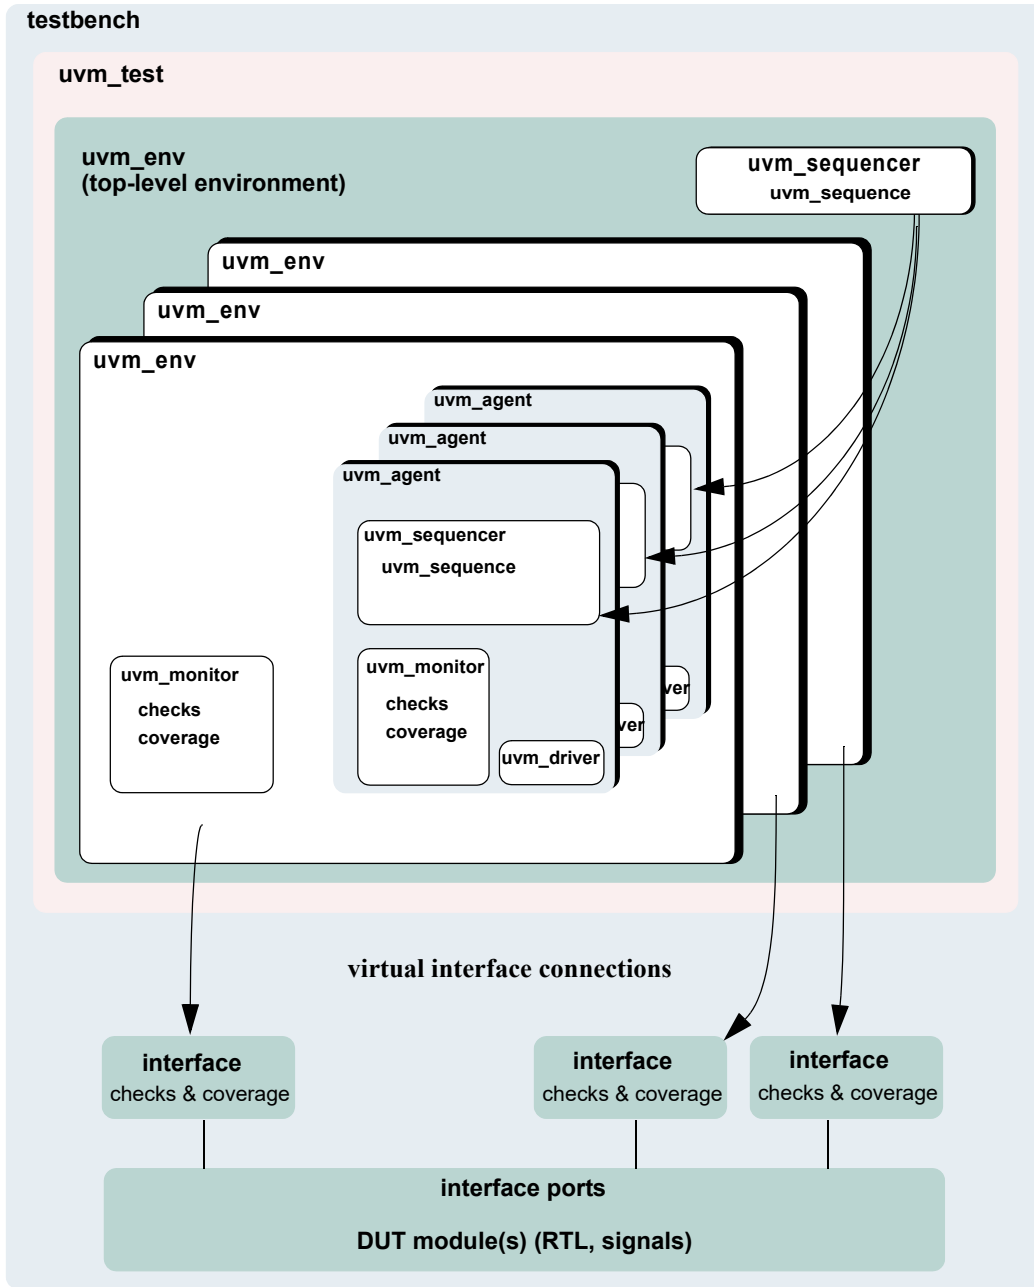 testbench
uvm_test
uvm_env
(top-level environment)
uvm_sequencer
uvm_sequence
uvm_env
uvm_env
uvm_env
uvm_agent
uvm_agent
uvm_agent
uvm_sequencer
uvm_sequence
uvm_monitor
checks
coverage
uvm_monitor
checks
coverage
ver
ver
uvm_driver
virtual interface connections
interface
checks & coverage
interface
checks & coverage
interface
checks & coverage
interface ports
DUT module(s) (RTL, signals)